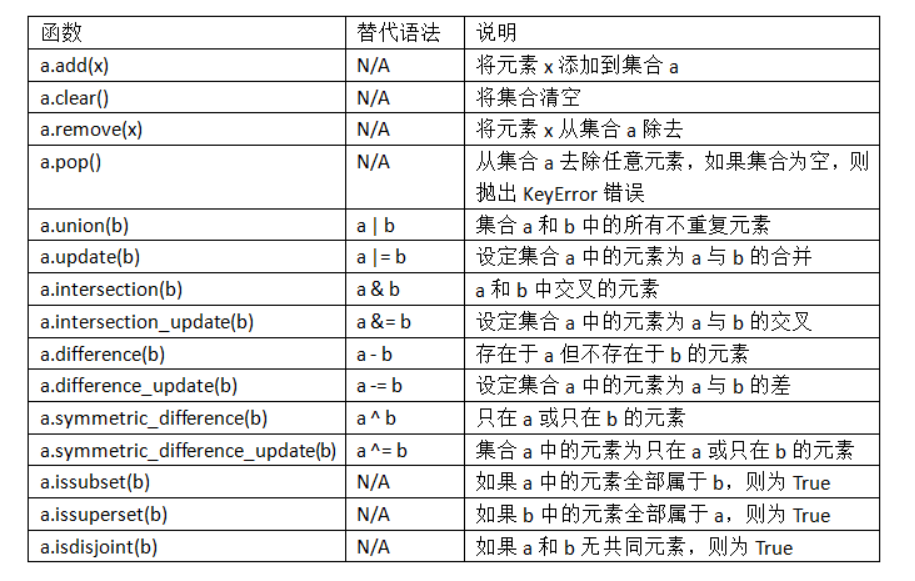 函数 替代语法 说明
a.add(x) N/A 将元素 x 添加到集合 a
a.clear() N/A 将集合清空
a.remove(x) N/A 将元素 x 从集合 a 除去
a.pop() N/A 从集合 a 去除任意元素，如果集合为空，则
抛出 KeyError 错误
a.union(b) a | b 集合 a 和 b 中的所有不重复元素
a.update(b) a |= b 设定集合 a 中的元素为 a 与 b 的合并
a.intersection(b) a & b a 和 b 中交叉的元素
a.intersection_update(b) a &= b 设定集合 a 中的元素为 a 与 b 的交叉
a.difference(b) a - b 存在于 a 但不存在于 b 的元素
a.difference_update(b) a -= b 设定集合 a 中的元素为 a 与 b 的差
a.symmetric_difference(b) a ^ b 只在 a 或只在 b 的元素
a.symmetric_difference_update(b) a ^= b 集合 a 中的元素为只在 a 或只在 b 的元素
a.issubset(b) N/A 如果 a 中的元素全部属于 b，则为 True
a.issuperset(b) N/A 如果 b 中的元素全部属于 a，则为 True
a.isdisjoint(b) N/A 如果 a 和 b 无共同元素，则为 True